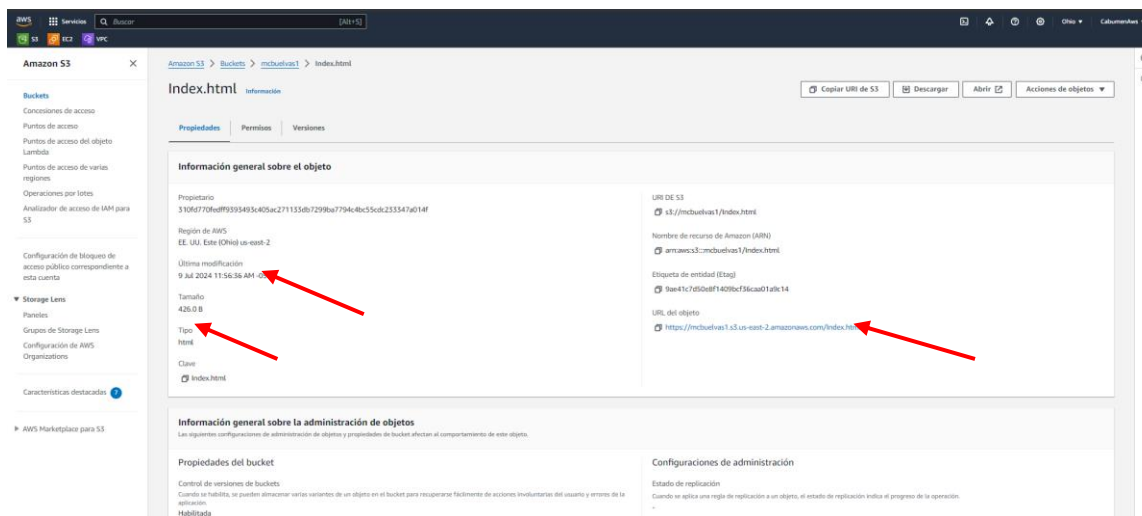 aws
Servicios
Buscar
[Alt+S]
Ohio
CabumenAws
S3
EC2
VPC
Amazon S3
Buckets
Concesiones de acceso
Puntos de acceso
Puntos de acceso del objeto
Lambda
Puntos de acceso de varias
regiones
Operaciones por lotes
Analizador de acceso de IAM para
S3
Configuración de bloqueo de
acceso público correspondiente a
esta cuenta
Storage Lens
Paneles
Grupos de Storage Lens
Configuración de AWS
Organizations
Características destacadas 7
AWS Marketplace para S3
Amazon S3 > Buckets > mcbuelvas1 > Index.html
Index.html Información
Copiar URI de S3
Descargar
Abrir
Acciones de objetos
Propiedades
Permisos
Versiones
Información general sobre el objeto
Propietario
Región de AWS
EE. UU. Este (Ohio) us-east-2
Última modificación
9 Jul 2024 11:56:36 AM
Tamaño
426.0 B
Tipo
html
Clave
Index.html
URI DE S3
s3://mcbuelvas1/Index.html
Nombre de recurso de Amazon (ARN)
arn:aws:s3:::mcbuelvas1/Index.html
Etiqueta de entidad (Etag)
URL del objeto
https://mcbuelvas1.s3.us-east-2.amazonaws.com/Index.html
Información general sobre la administración de objetos
Las siguientes configuraciones de administración de objetos y propiedades de bucket afectan al comportamiento de este objeto.
Propiedades del bucket
Control de versiones de buckets
Cuando se habilita, se pueden almacenar varias variantes de un objeto en el bucket para recuperarse fácilmente de acciones involuntarias del usuario y errores de la
aplicación.
Habilitada
Configuraciones de administración
Estado de replicación
Cuando se aplica una regla de replicación a un objeto, el estado de replicación indica el progreso de la operación.
-